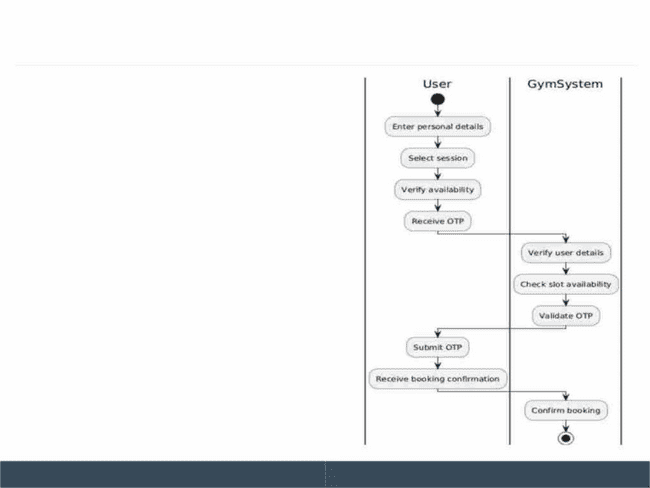 User
GymSystem
Enter personal details
Select session
Verify availability
Receive OTP
Verify user details
Check slot availability
Validate OTP
Submit OTP
Receive booking confirmation
Confirm booking